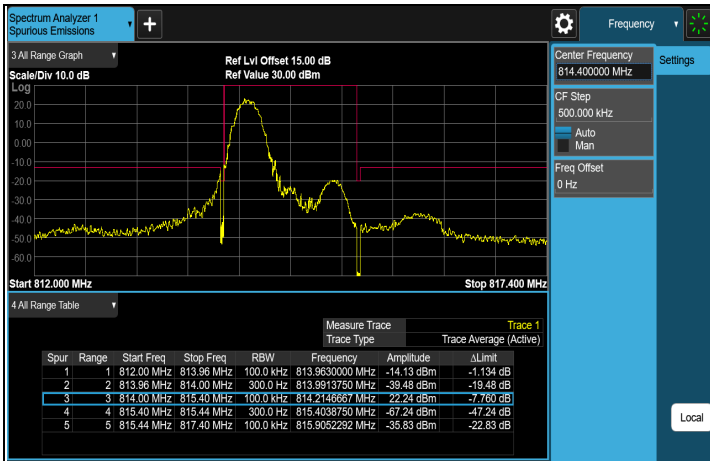 Spectrum Analyzer 1
Spurious Emissions
Frequency
3 All Range Graph
Ref Lvl Offset 15.00 dB
Scale/Div 10.0 dB
Ref Value 30.00 dBm
Log
20.0
10.0
0.00
-10.0
-20.0
-30.0
-40.0
-50.0
-60.0
Start 812.000 MHz
Stop 817.400 MHz
4 All Range Table
Measure Trace Trace 1
Trace Type Trace Average (Active)
Spur Range Start Freq Stop Freq RBW Frequency Amplitude ΔLimit
1 1 812.00 MHz 813.96 MHz 100.0 kHz 813.9630000 MHz -14.13 dBm -1.134 dB
2 2 813.96 MHz 814.00 MHz 300.0 Hz 813.9913750 MHz -39.48 dBm -19.48 dB
3 3 814.00 MHz 815.40 MHz 100.0 kHz 814.2146667 MHz 22.24 dBm -7.760 dB
4 4 815.40 MHz 815.44 MHz 300.0 Hz 815.4038750 MHz -67.24 dBm -47.24 dB
5 5 815.44 MHz 817.40 MHz 100.0 kHz 815.9052292 MHz -35.83 dBm -22.83 dB
Center Frequency
814.400000 MHz
Settings
CF Step
500.000 kHz
Auto
Man
Freq Offset
0 Hz
Local